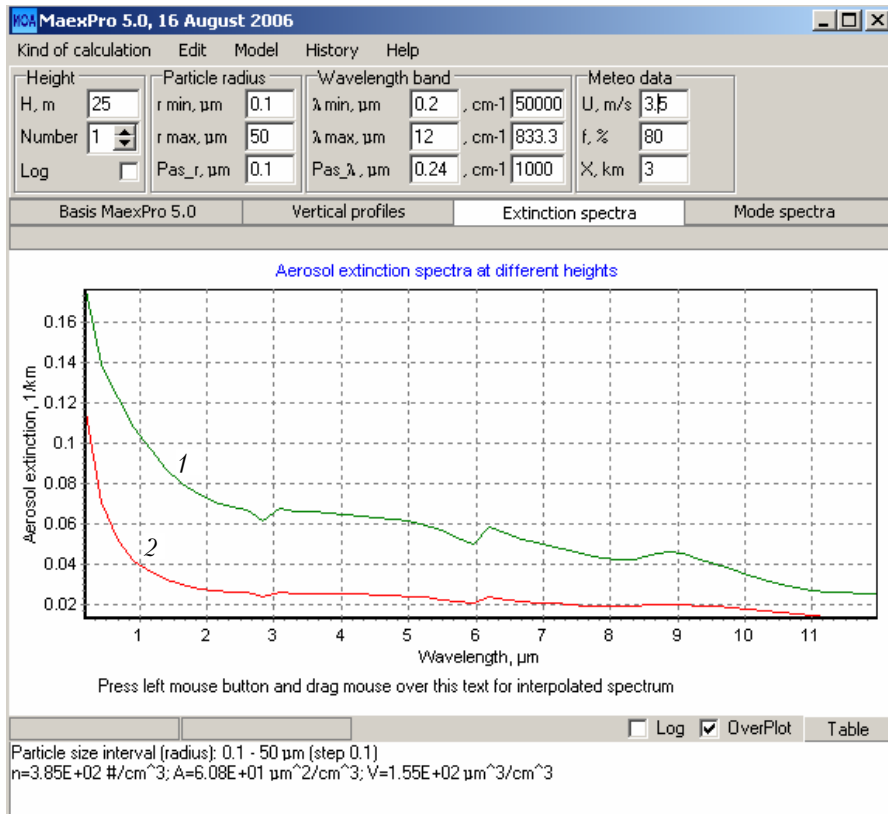 MaexPro 5.0, 16 August 2006
Kind of calculation Edit Model History Help
Height Particle radius Wavelength band Meteo data
H, m 25 r min, µm 0.1 λ min, µm 0.2 , cm-1 50000 U, m/s 3.5
Number 1 r max, µm 50 λ max, µm 12 , cm-1 833.3 f, % 80
Log Pas_r, µm 0.1 Pas_λ, µm 0.24 , cm-1 1000 X, km 3
Basis MaexPro 5.0 Vertical profiles Extinction spectra Mode spectra
Aerosol extinction spectra at different heights
Aerosol extinction, 1/km
0.16
0.14
0.12
0.1
0.08
0.06
0.04
0.02
1
2
1 2 3 4 5 6 7 8 9 10 11
Wavelength, µm
Press left mouse button and drag mouse over this text for interpolated spectrum
Log OverPlot Table
Particle size interval (radius): 0.1 - 50 µm (step 0.1)
n=3.85E+02 #/cm^3; A=6.08E+01 µm^2/cm^3; V=1.55E+02 µm^3/cm^3